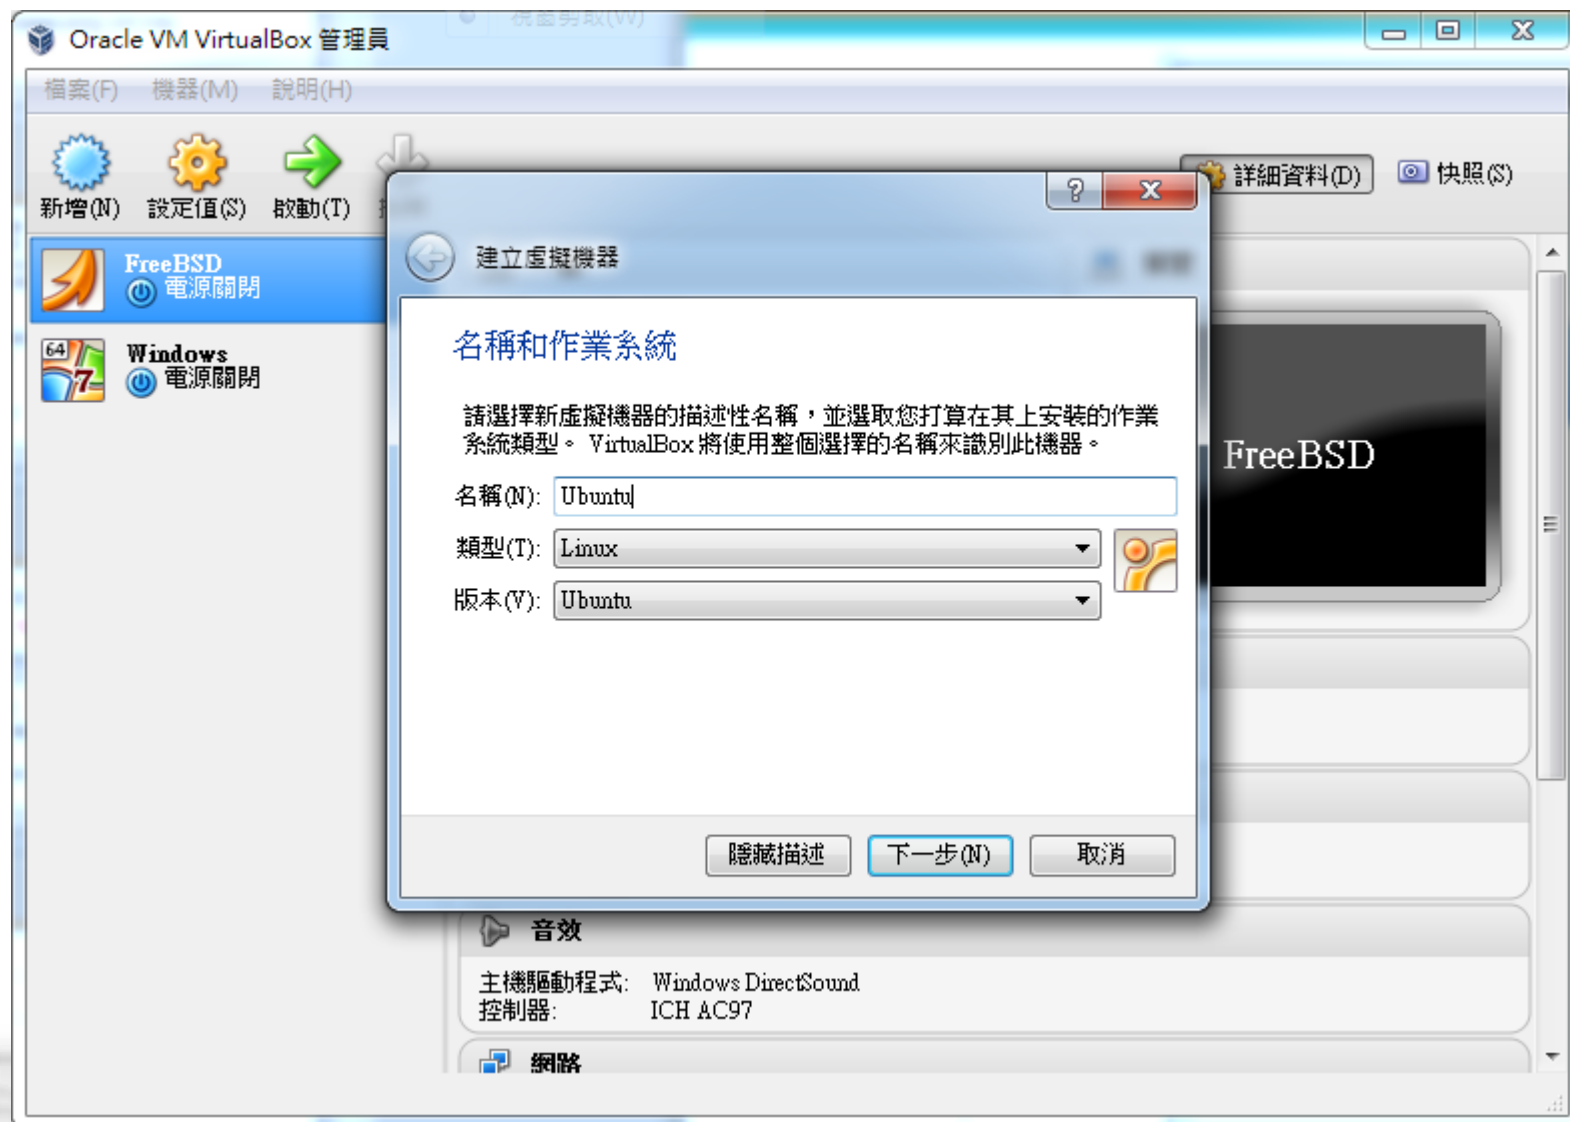 視窗剪取(W)
Oracle VM VirtualBox 管理員
檔案(F) 機器(M) 說明(H)
新增(N) 設定值(S) 啟動(T)
詳細資料(D) 快照(S)
FreeBSD
電源關閉
64
7
Windows
電源關閉
建立虛擬機器
名稱和作業系統
請選擇新虛擬機器的描述性名稱，並選取您打算在其上安裝的作業
系統類型。 VirtualBox 將使用整個選擇的名稱來識別此機器。
名稱(N): Ubuntu
類型(T): Linux
版本(V): Ubuntu
隱藏描述 下一步(N) 取消
FreeBSD
音效
主機驅動程式: Windows DirectSound
控制器: ICH AC97
網路